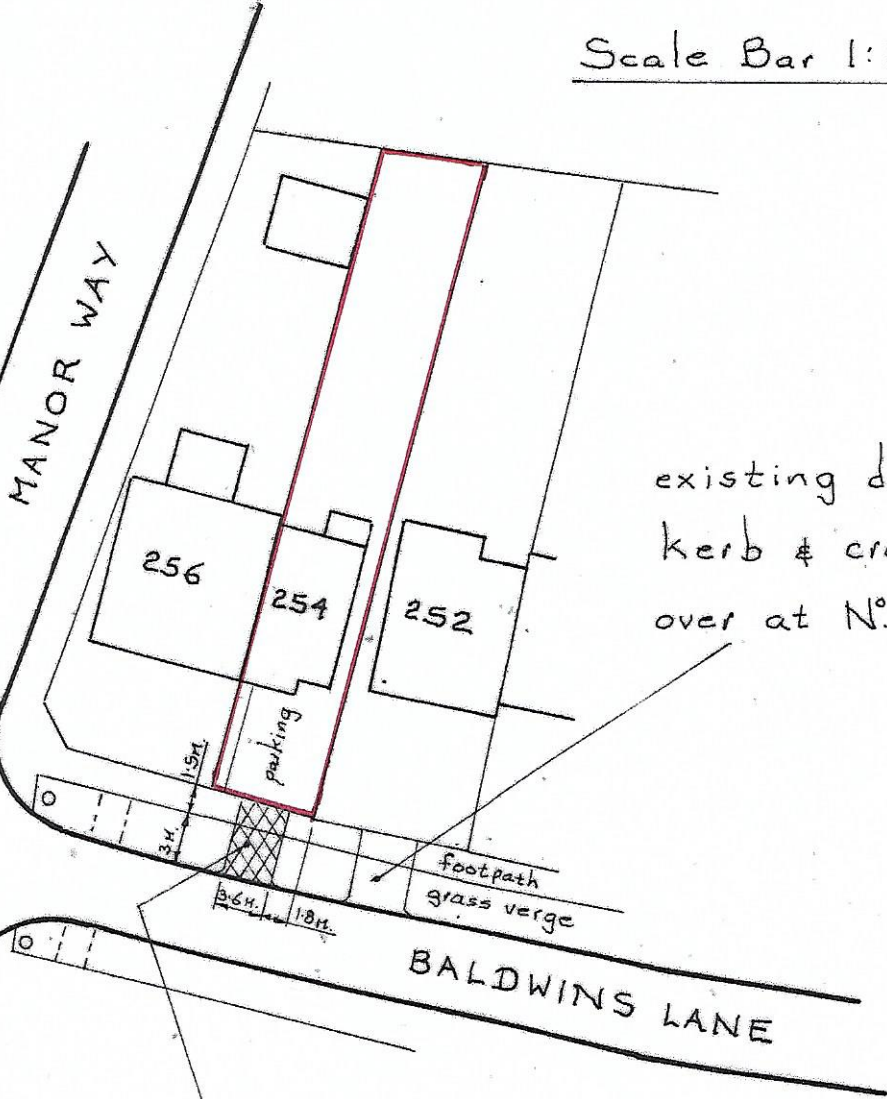 Scale Bar 1:
MANOR WAY
existing
kerb &
over at Nº.
256
254
252
parking
1.5M.
3M.
3.6M.
1.8M.
footpath
grass verge
BALDWINS LANE